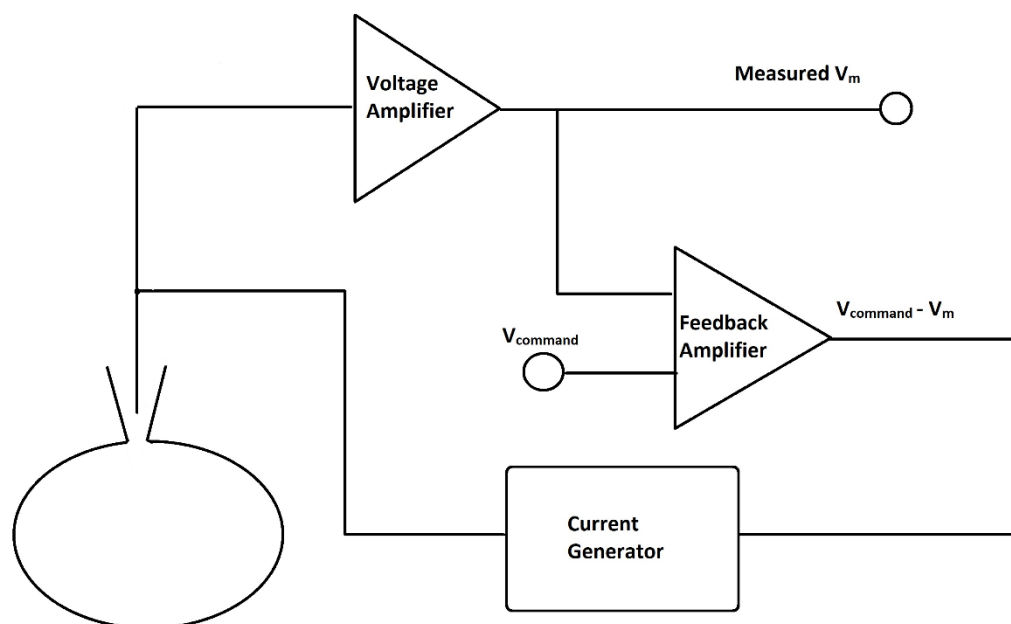 Voltage
Amplifier
Measured Vm
Vcommand
Feedback
Amplifier
Vcommand - Vm
Current
Generator